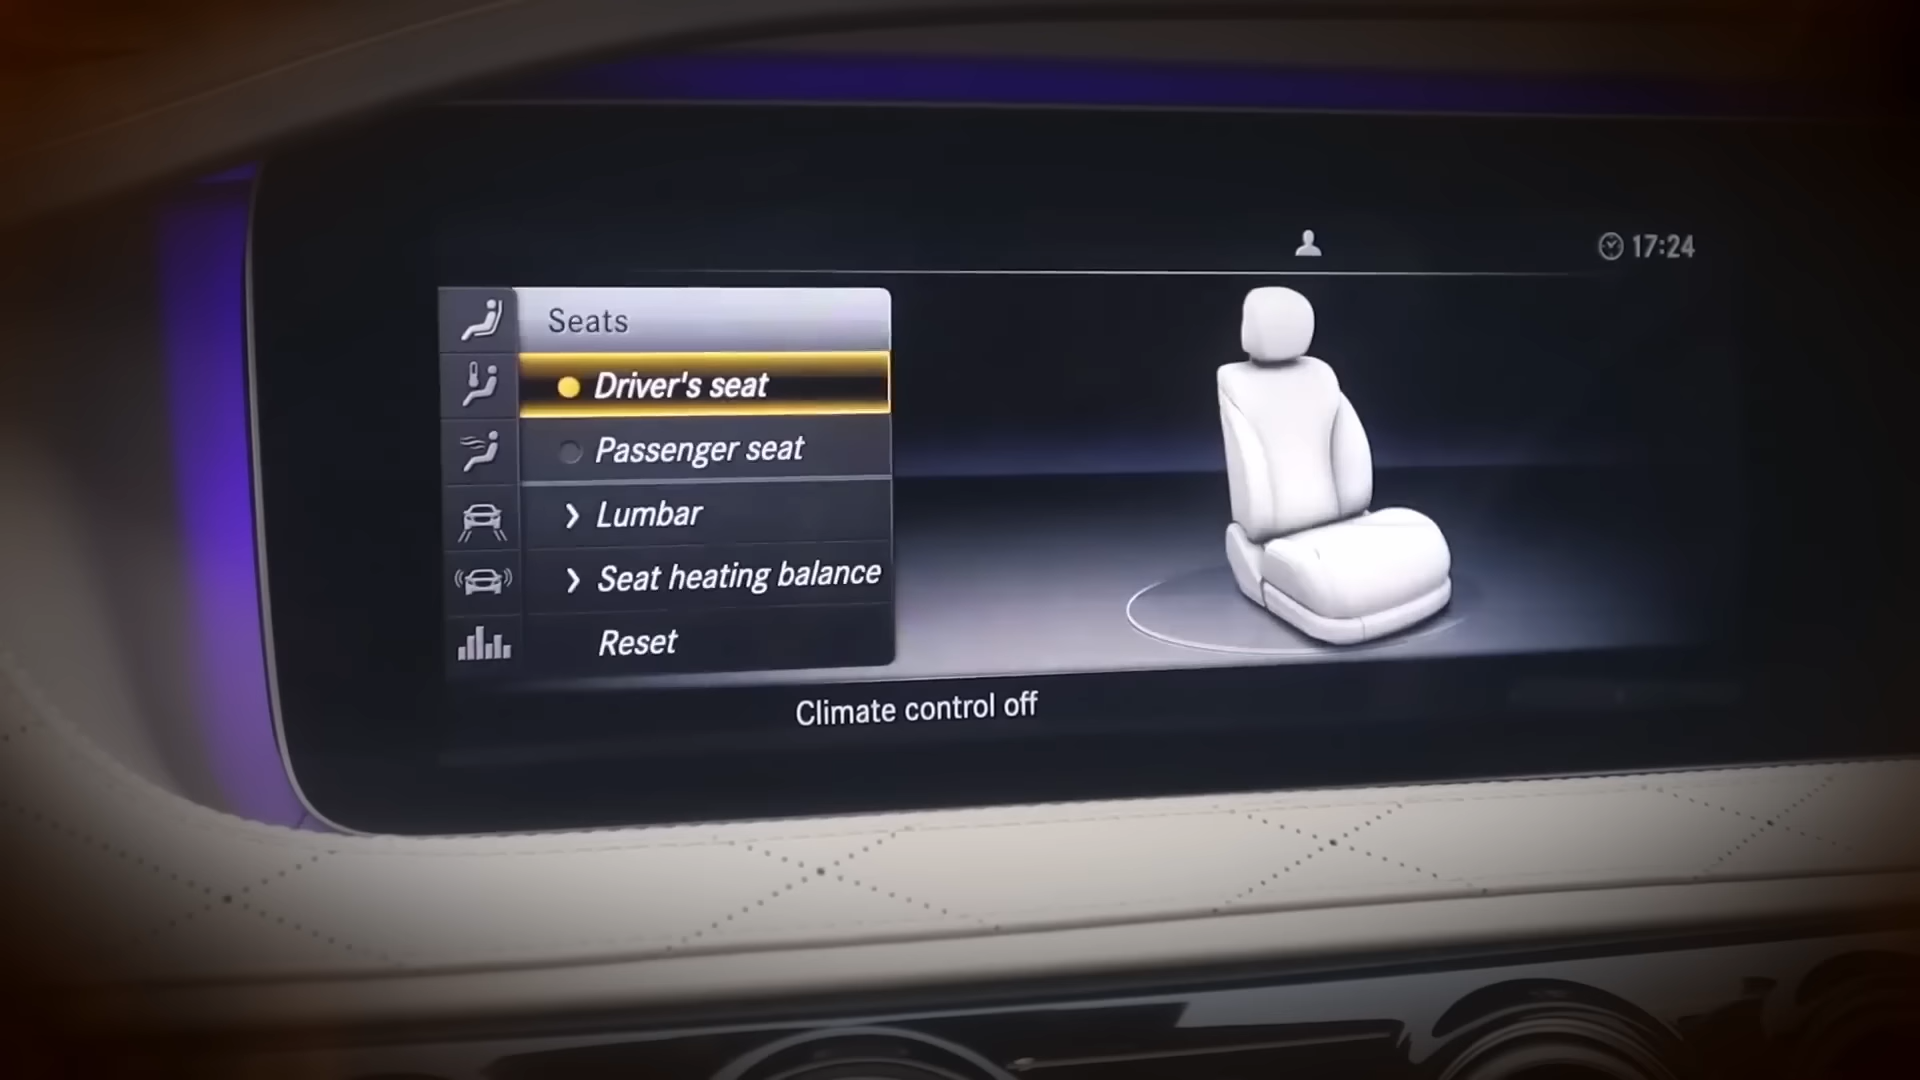 17:24
Seats
Driver's seat
Passenger seat
Lumbar
Seat heating balance
Reset
Climate control off